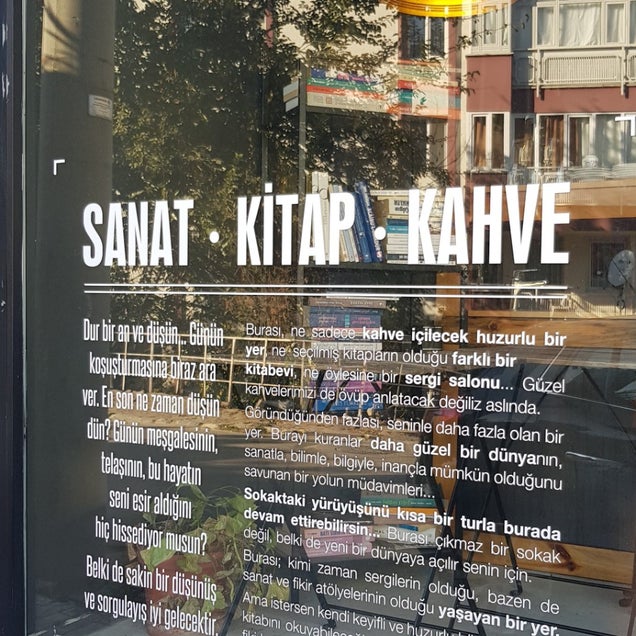 SANAT · KİTAP · KAHVE
Dur bir an ve düşün... Günün
koşuşturmasına biraz ara
ver. En son ne zaman düşün
dün? Günün meşgalesinin,
telaşının, bu hayatın
seni esir aldığını
hiç hissediyor musun?
Belki de sakin bir düşünüş
ve sorgulayış iyi gelecektir.
Burası, ne sadece kahve içilecek huzurlu bir
yer, ne seçilmiş kitapların olduğu farklı bir
kitabevi, ne öylesine bir sergi salonu... Güzel
kahvelerimizi de övüp anlatacak değiliz aslında.
Göründüğünden fazlası, seninle daha fazla olan bir
yer. Burayı kuranlar daha güzel bir dünyanın,
sanatla, bilimle, bilgiyle, inançla mümkün olduğunu
savunan bir yolun müdavimleri...
Sokaktaki yürüyüşünü kısa bir turla burada
devam ettirebilirsin... Burası çıkmaz bir sokak
değil, belki de yeni bir dünyaya açılır senin için.
Burası; kimi zaman sergilerin olduğu, bazen de
sanat ve fikir atölyelerinin olduğu yaşayan bir yer.
Ama istersen kendi keyifli ve huzurlu
kitabını okuyabileceğ